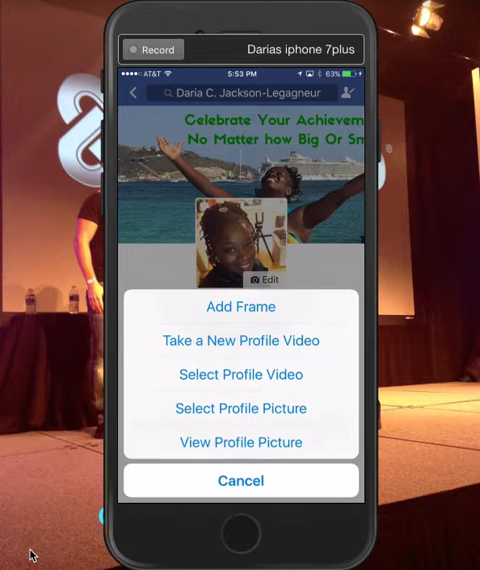 Record
Darias iphone 7plus
AT&T
5:53 PM
63%
Daria C. Jackson-Legagneur
Celebrate Your Achievem
No Matter how Big Or Sm
Edit
Add Frame
Take a New Profile Video
Select Profile Video
Select Profile Picture
View Profile Picture
Cancel
®